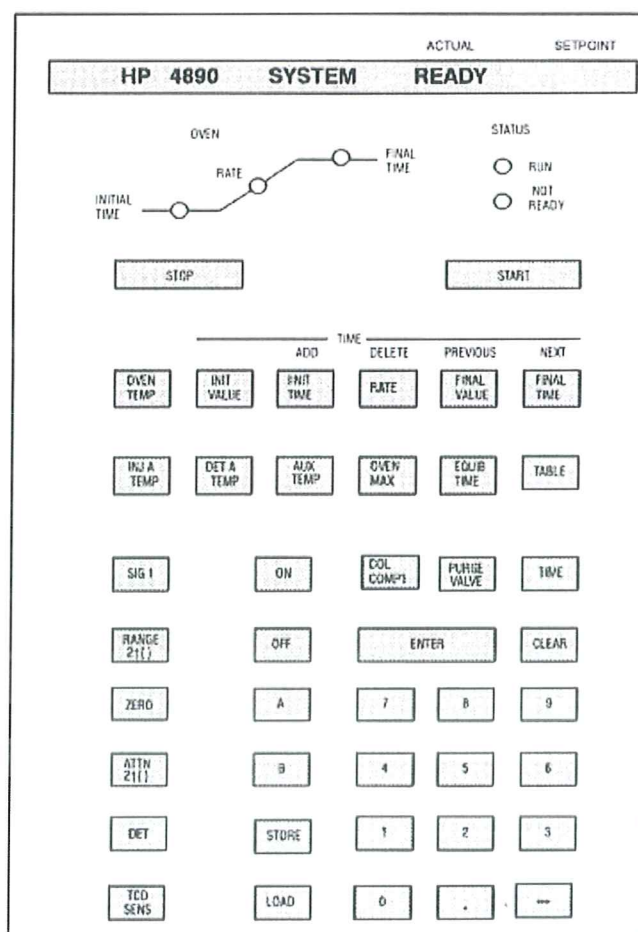 ACTUAL SETPOINT
HP 4890 SYSTEM READY
OVEN
STATUS
INITIAL TIME
RATE
FINAL TIME
RUN
NOT READY
STOP START
TIME
ADD DELETE PREVIOUS NEXT
OVEN TEMP
INIT VALUE
INIT TIME
RATE
FINAL VALUE
FINAL TIME
INJ A TEMP
DET A TEMP
AUX TEMP
OVEN MAX
EQUIB TIME
TABLE
SIG 1
ON
COL COMP1
PURGE VALVE
TIME
RANGE 2↑()
OFF
ENTER
CLEAR
ZERO A 7 8 9
ATTN 2↑()
B 4 5 6
DET STORE 1 2 3
TCD SENS
LOAD 0 . —